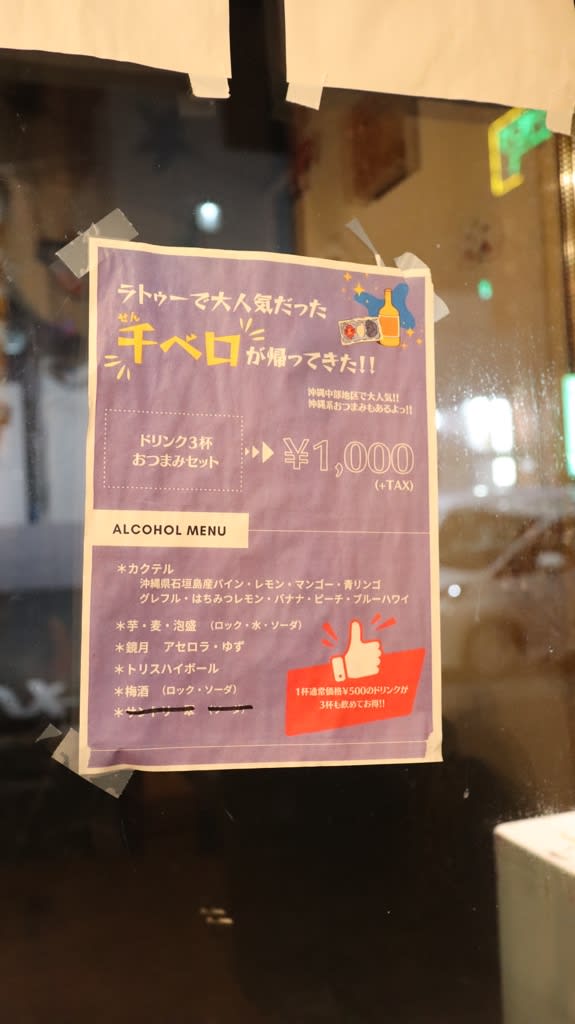 ラトゥーで大人気だった
せん
千ベロが帰ってきた!!
沖縄中部地区で大人気!!
沖縄系おつまみもあるよっ!!
ドリンク3杯
おつまみセット
¥1,000
(+TAX)
ALCOHOL MENU
*カクテル
沖縄県石垣島産パイン・レモン・マンゴー・青リンゴ
グレフル・はちみつレモン・バナナ・ピーチ・ブルーハワイ
*芋・麦・泡盛 (ロック・水・ソーダ)
*鏡月 アセロラ・ゆず
*トリスハイボール
*梅酒 (ロック・ソーダ)
1杯通常価格¥500のドリンクが
3杯も飲めてお得!!